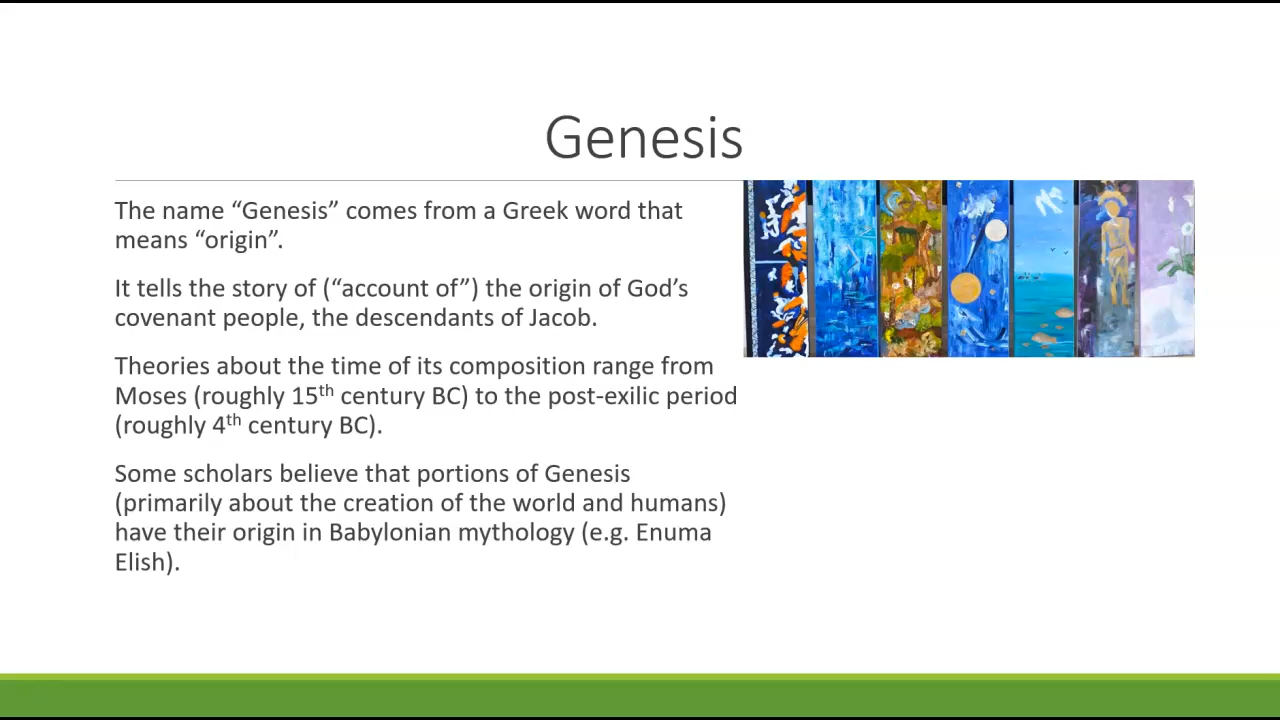 Genesis
The name “Genesis” comes from a Greek word that
means “origin”.
It tells the story of (“account of”) the origin of God’s
covenant people, the descendants of Jacob.
Theories about the time of its composition range from
Moses (roughly 15th century BC) to the post-exilic period
(roughly 4th century BC).
Some scholars believe that portions of Genesis
(primarily about the creation of the world and humans)
have their origin in Babylonian mythology (e.g. Enuma
Elish).